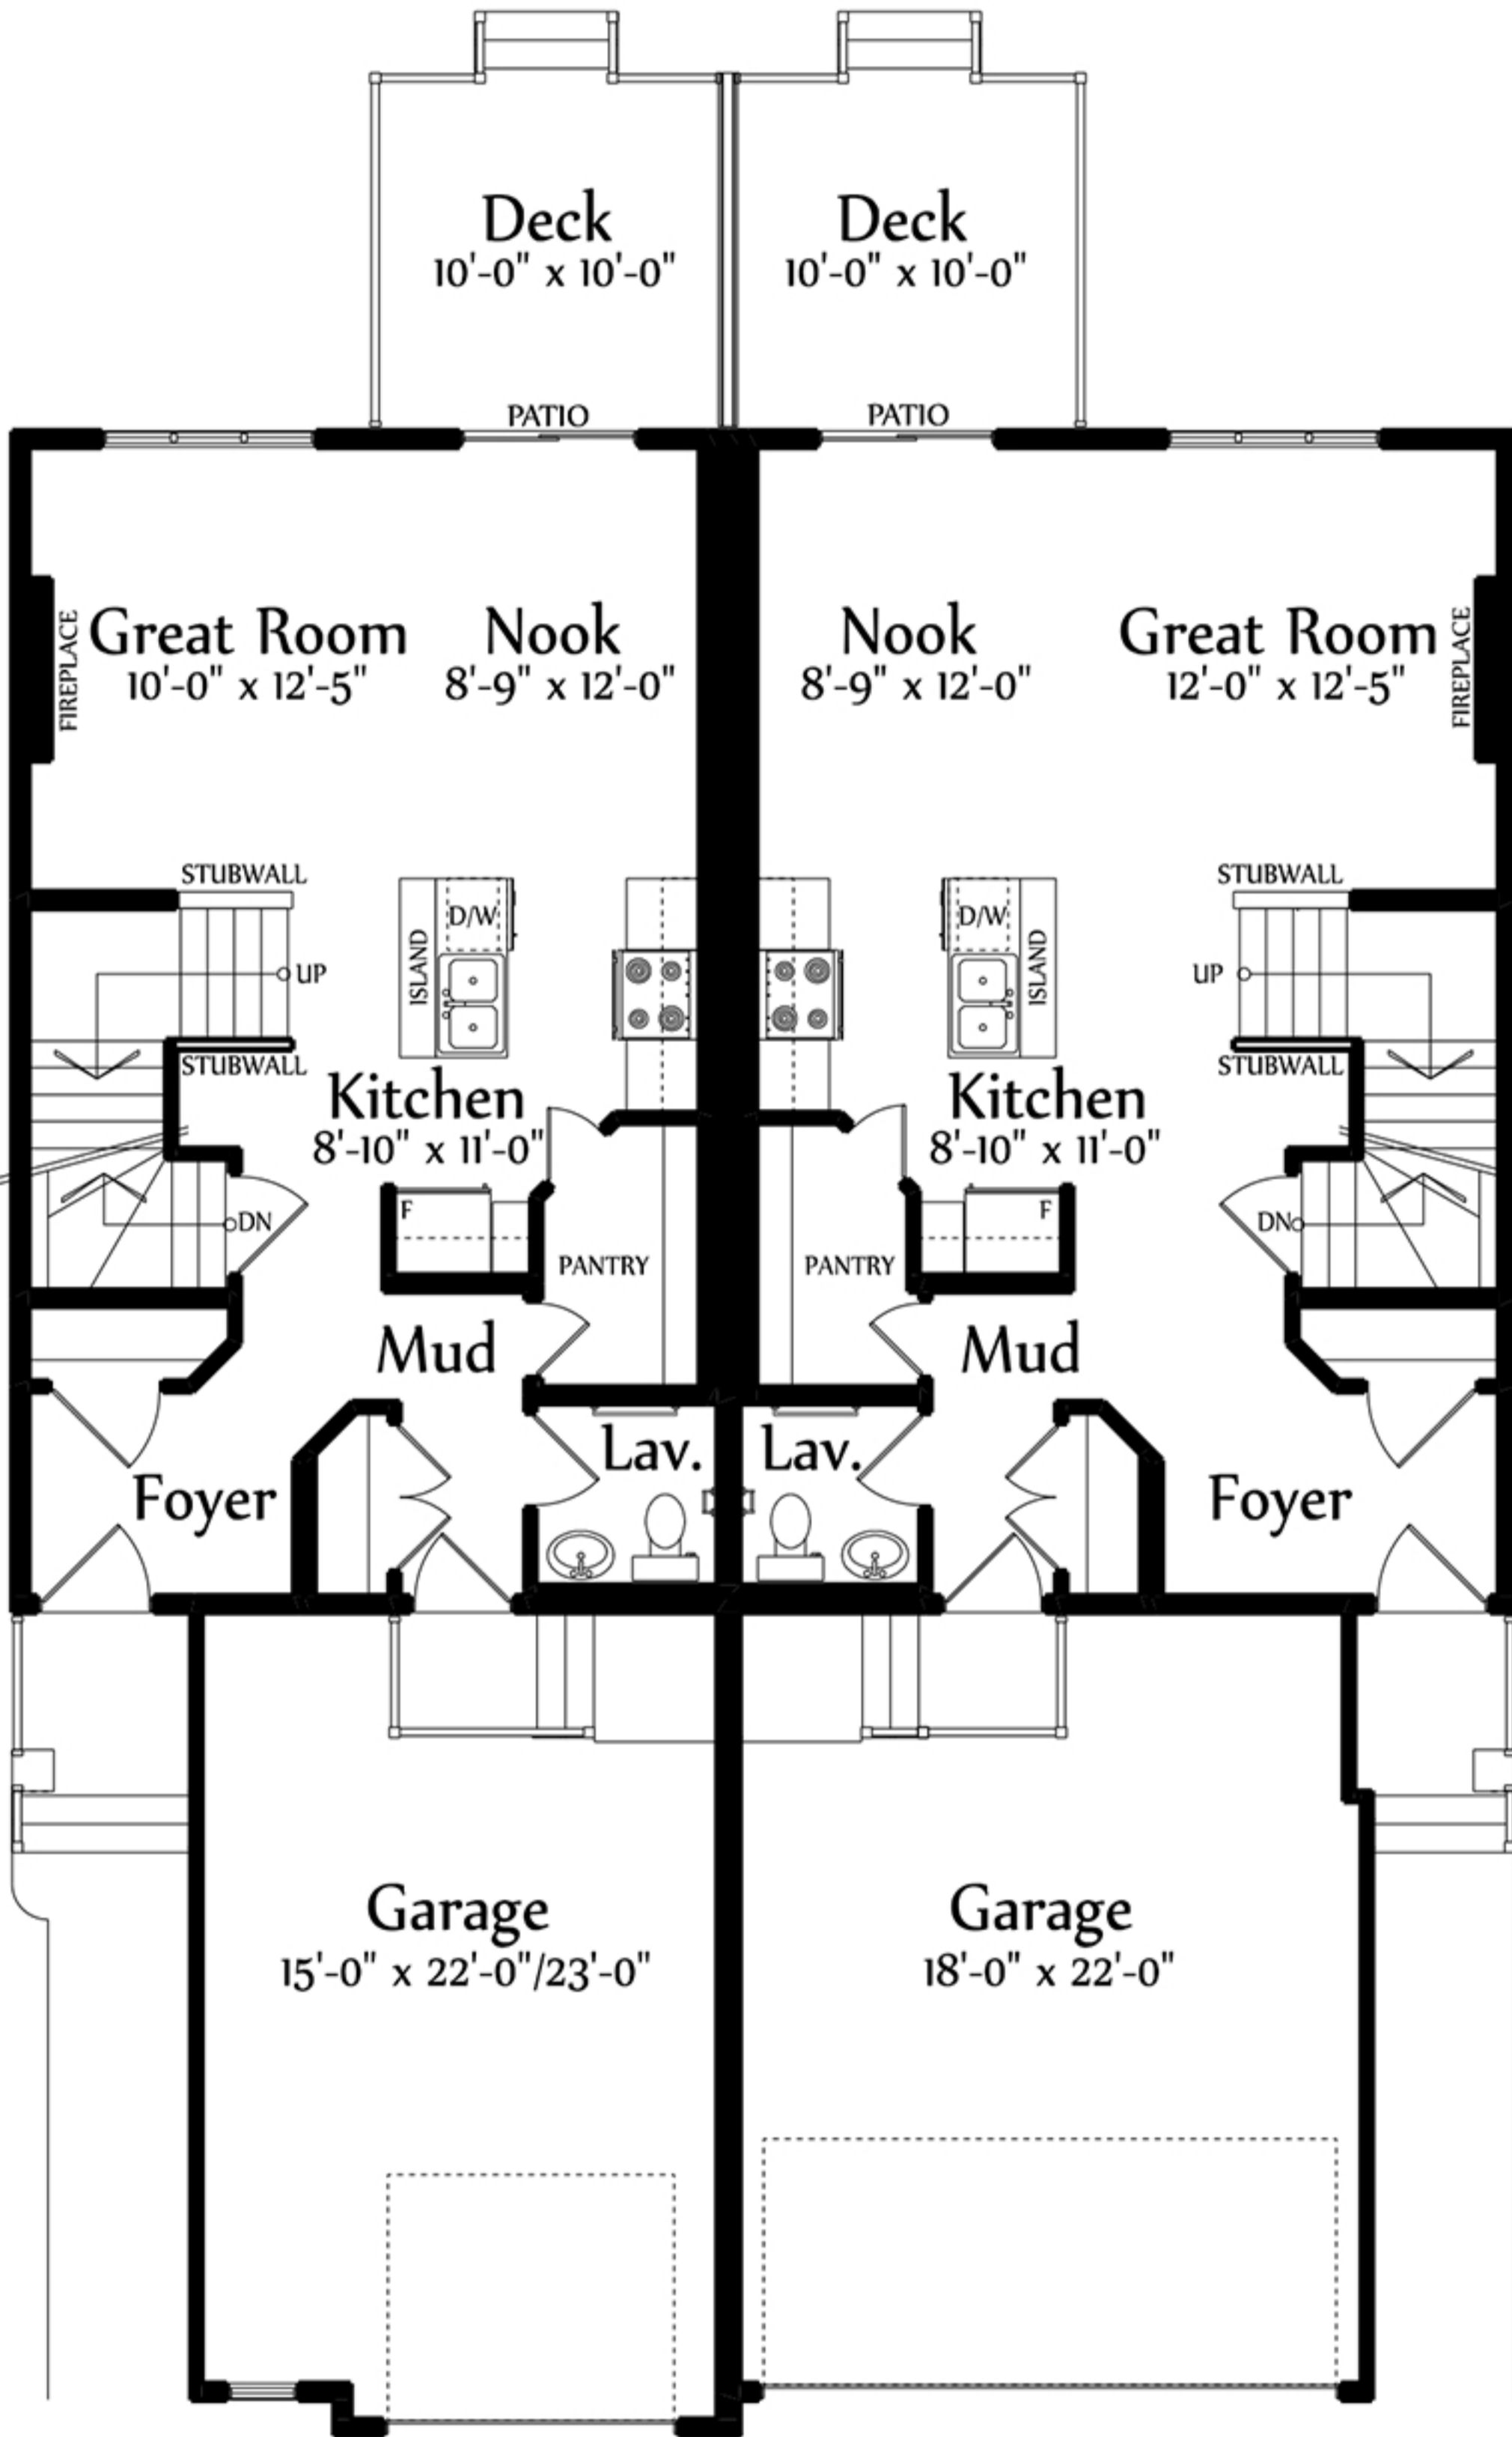 Deck
10'-0" x 10'-0"
Deck
10'-0" x 10'-0"
PATIO
PATIO
FIREPLACE
Great Room
10'-0" x 12'-5"
Nook
8'-9" x 12'-0"
Nook
8'-9" x 12'-0"
Great Room
12'-0" x 12'-5"
FIREPLACE
STUBWALL
STUBWALL
D/W
D/W
ISLAND
ISLAND
UP
UP
STUBWALL
STUBWALL
Kitchen
8'-10" x 11'-0"
Kitchen
8'-10" x 11'-0"
F
F
DN
DN
PANTRY
PANTRY
Mud
Mud
Lav.
Lav.
Foyer
Foyer
Garage
15'-0" x 22'-0"/23'-0"
Garage
18'-0" x 22'-0"